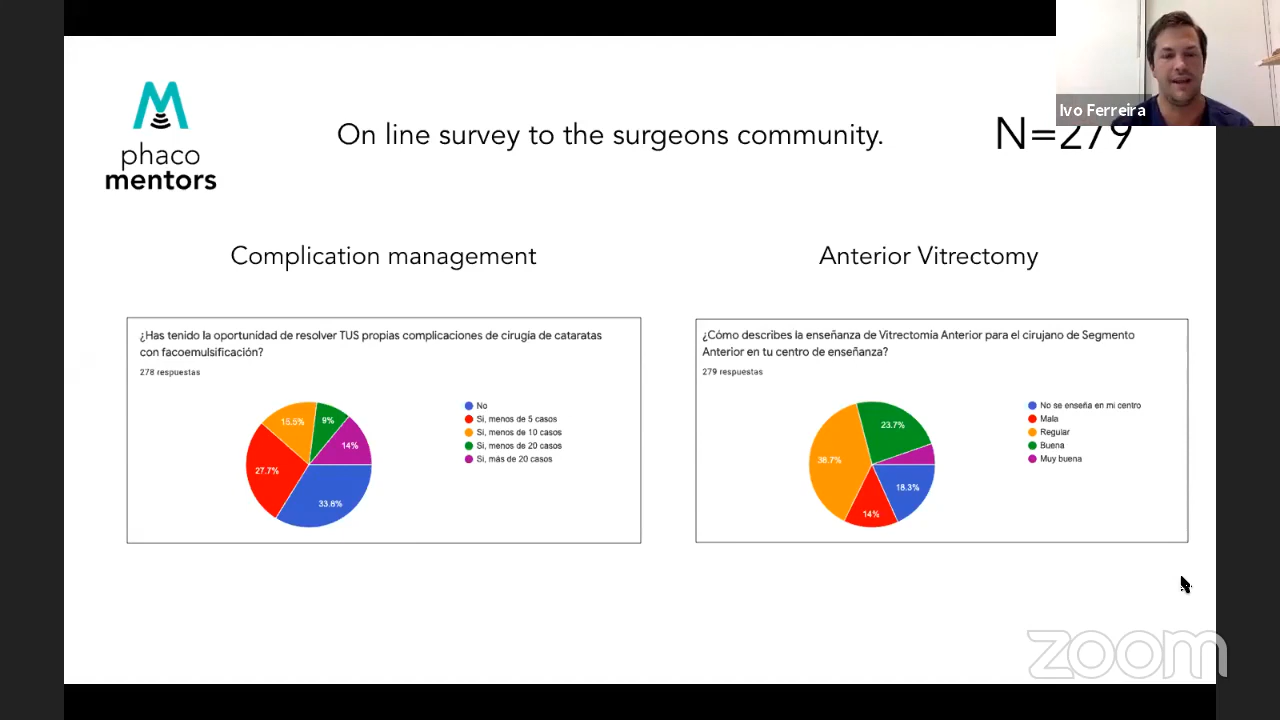 Ivo Ferreira
phaco
mentors
On line survey to the surgeons community.
N=279
Complication management
¿Has tenido la oportunidad de resolver TUS propias complicaciones de cirugía de cataratas
con facoemulsificación?
278 respuestas
15.5%
9%
14%
27.7%
33.8%
No
Si, menos de 5 casos
Si, menos de 10 casos
Si, menos de 20 casos
Si, más de 20 casos
Anterior Vitrectomy
¿Cómo describes la enseñanza de Vitrectomía Anterior para el cirujano de Segmento
Anterior en tu centro de enseñanza?
279 respuestas
23.7%
36.7%
18.3%
14%
No se enseña en mi centro
Mala
Regular
Buena
Muy buena
zoom